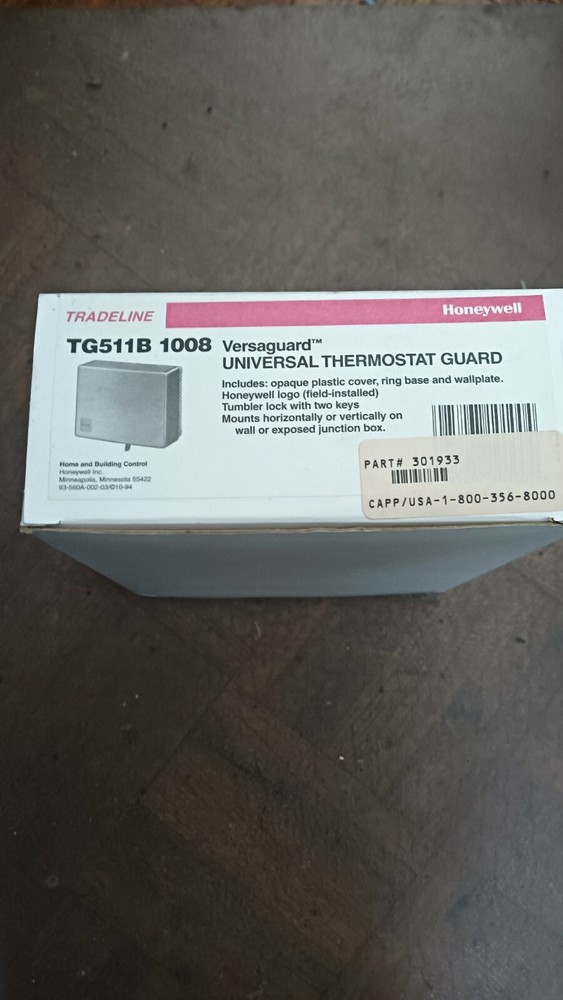 TRADELINE
Honeywell
TG511B 1008 Versaguard™
UNIVERSAL THERMOSTAT GUARD
Includes: opaque plastic cover, ring base and wallplate.
Honeywell logo (field-installed)
Tumbler lock with two keys
Mounts horizontally or vertically on
wall or exposed junction box.
Home and Building Control
Honeywell Inc.
Minneapolis, Minnesota 55422
PART# 301933
CAPP/USA-1-800-356-8000